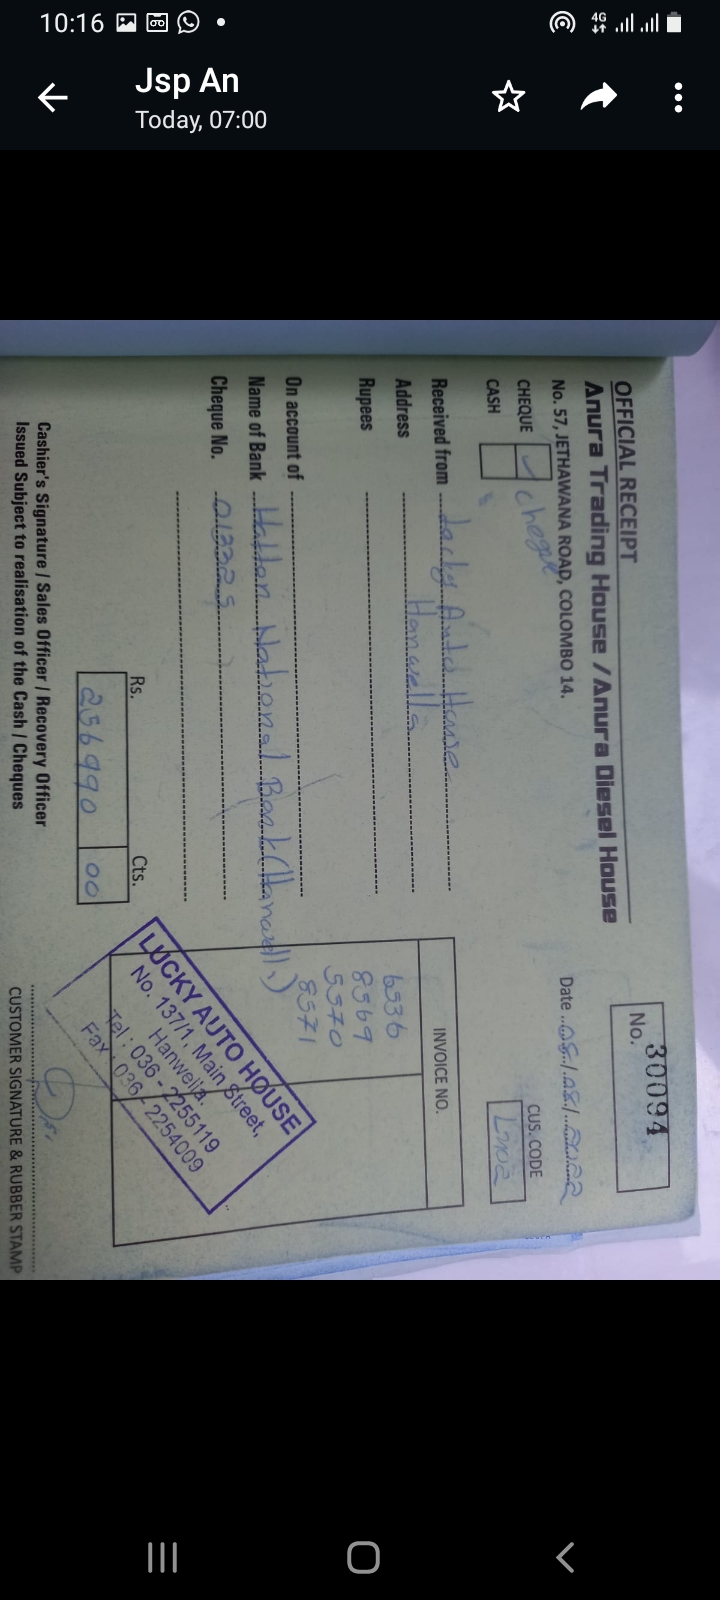 10:16
4G
Jsp An
Today, 07:00
OFFICIAL RECEIPT
Anura Trading House / Anura Diesel House
No. 57, JETHAWANA ROAD, COLOMBO 14.
No. 30094
Date
CHEQUE
CASH
CUS.CODE
Received from Lucky Auto House
Address Hanwella
Rupees
On account of
Name of Bank Hatton National Bank (Hanwella)
Cheque No.
INVOICE NO.
6536
8569
5570
8571
Rs. Cts.
256990 00
LUCKY AUTO HOUSE
No. 137/1, Main Street,
Hanwella.
Tel : 036 - 2255119
Fax : 036 - 2254009
Cashier's Signature / Sales Officer / Recovery Officer
Issued Subject to realisation of the Cash / Cheques
CUSTOMER SIGNATURE & RUBBER STAMP